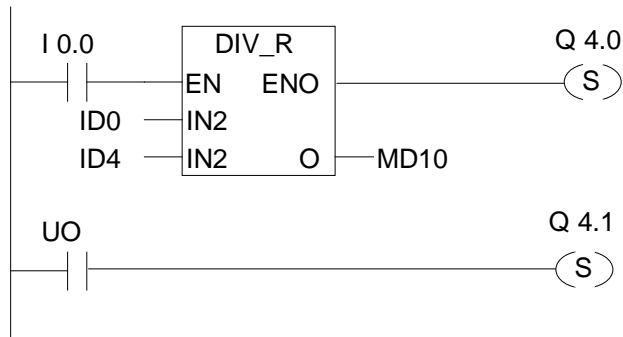 I 0.0 DIV_R Q 4.0
EN ENO S
ID0 IN2
ID4 IN2 O MD10
UO Q 4.1
S